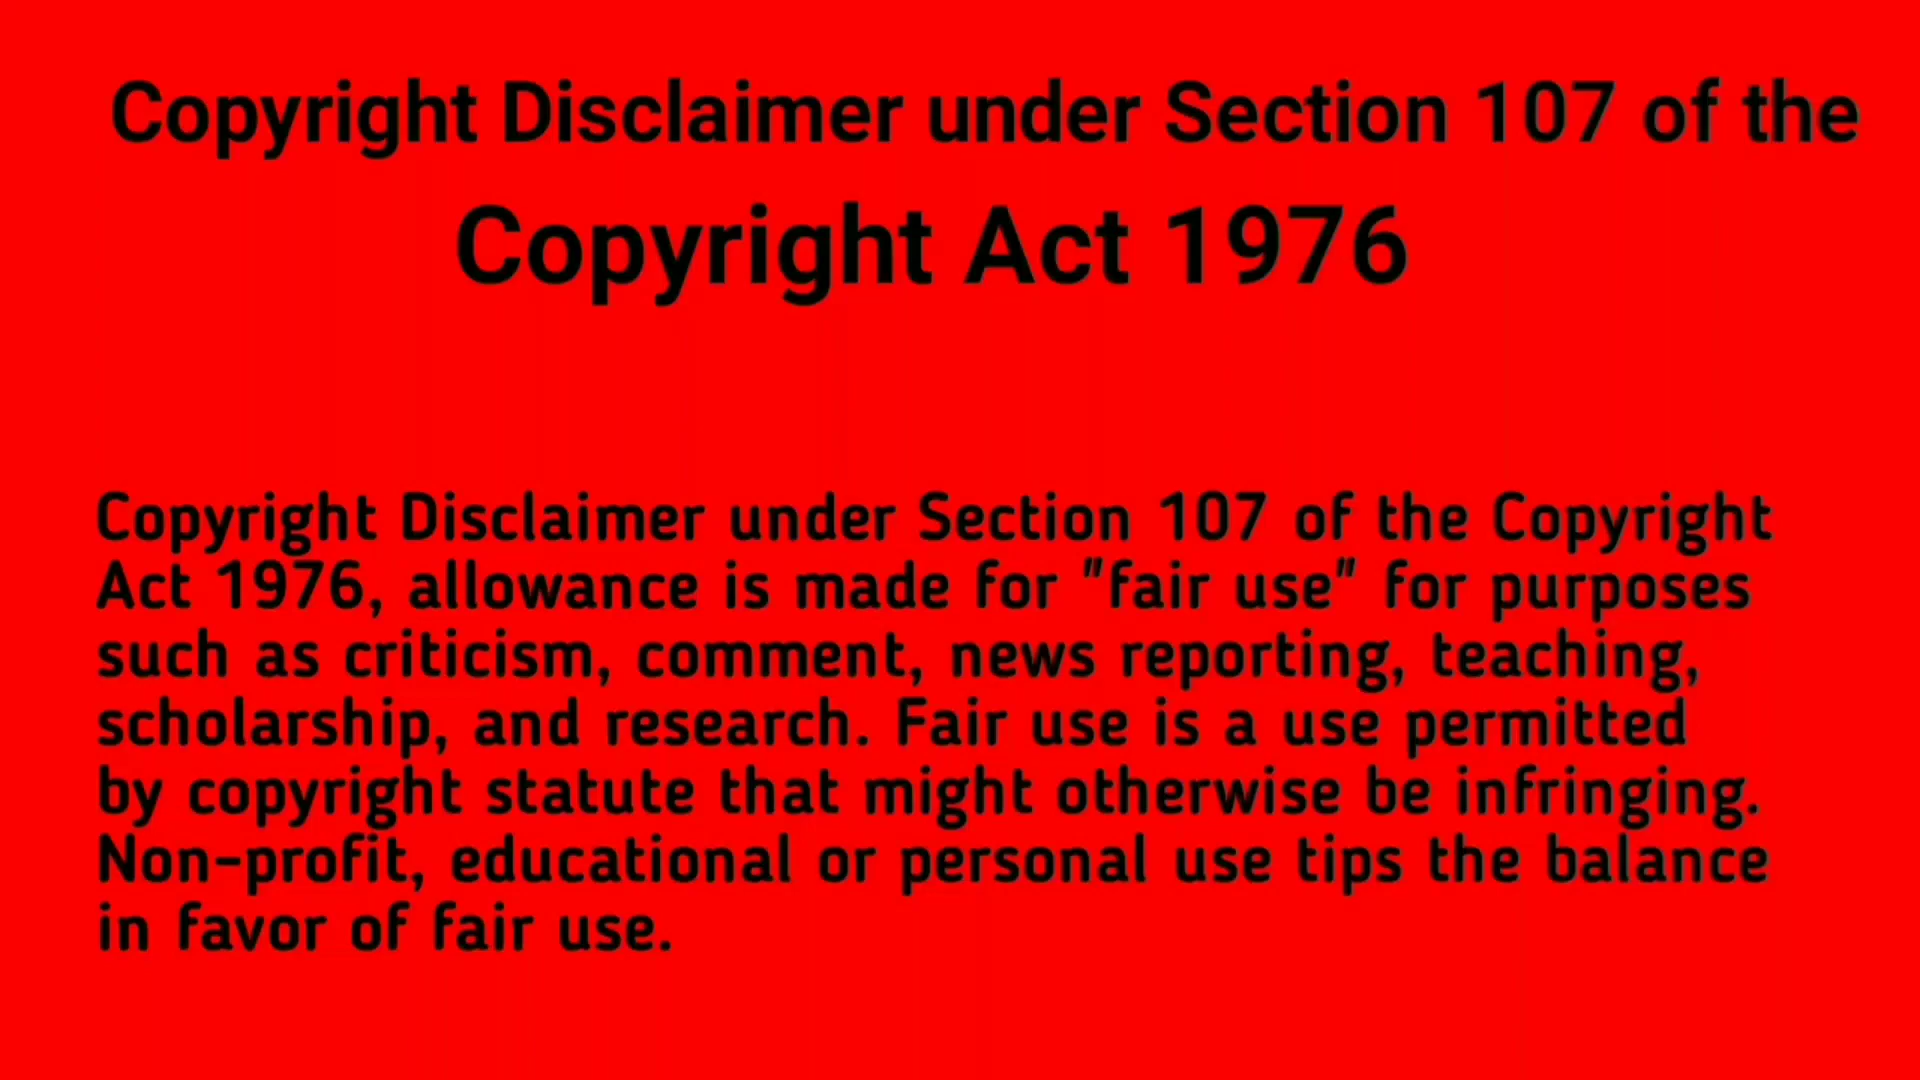 Copyright Disclaimer under Section 107 of the
Copyright Act 1976
Copyright Disclaimer under Section 107 of the Copyright
Act 1976, allowance is made for "fair use" for purposes
such as criticism, comment, news reporting, teaching,
scholarship, and research. Fair use is a use permitted
by copyright statute that might otherwise be infringing.
Non-profit, educational or personal use tips the balance
in favor of fair use.